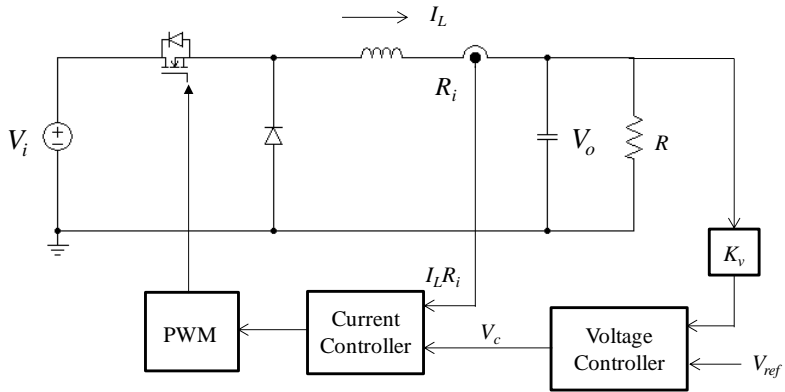 I_L
R_i
V_i
V_o
R
K_v
I_L R_i
PWM
Current
Controller
V_c
Voltage
Controller
V_ref